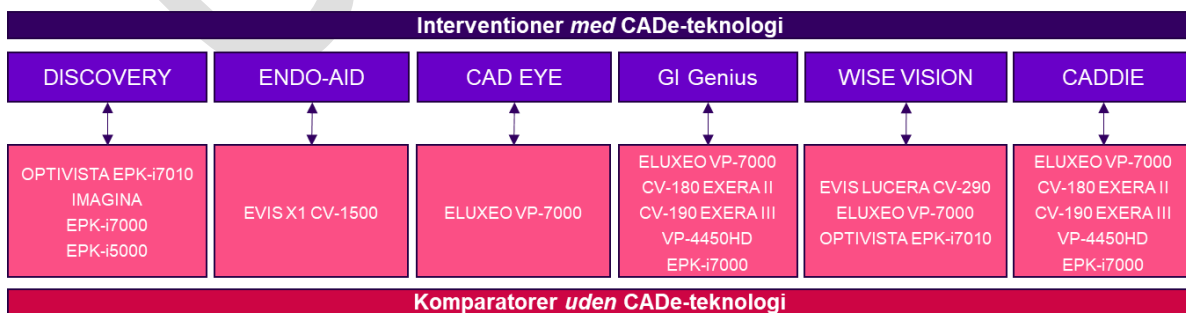 Interventioner med CADe-teknologi
DISCOVERY
ENDO-AID
CAD EYE
GI Genius
WISE VISION
CADDIE
OPTIVISTA EPK-i7010
IMAGINA
EPK-i7000
EPK-i5000
EVIS X1 CV-1500
ELUXEO VP-7000
ELUXEO VP-7000
CV-180 EXERA II
CV-190 EXERA III
VP-4450HD
EPK-i7000
EVIS LUCERA CV-290
ELUXEO VP-7000
OPTIVISTA EPK-i7010
ELUXEO VP-7000
CV-180 EXERA II
CV-190 EXERA III
VP-4450HD
EPK-i7000
Komparatorer uden CADe-teknologi